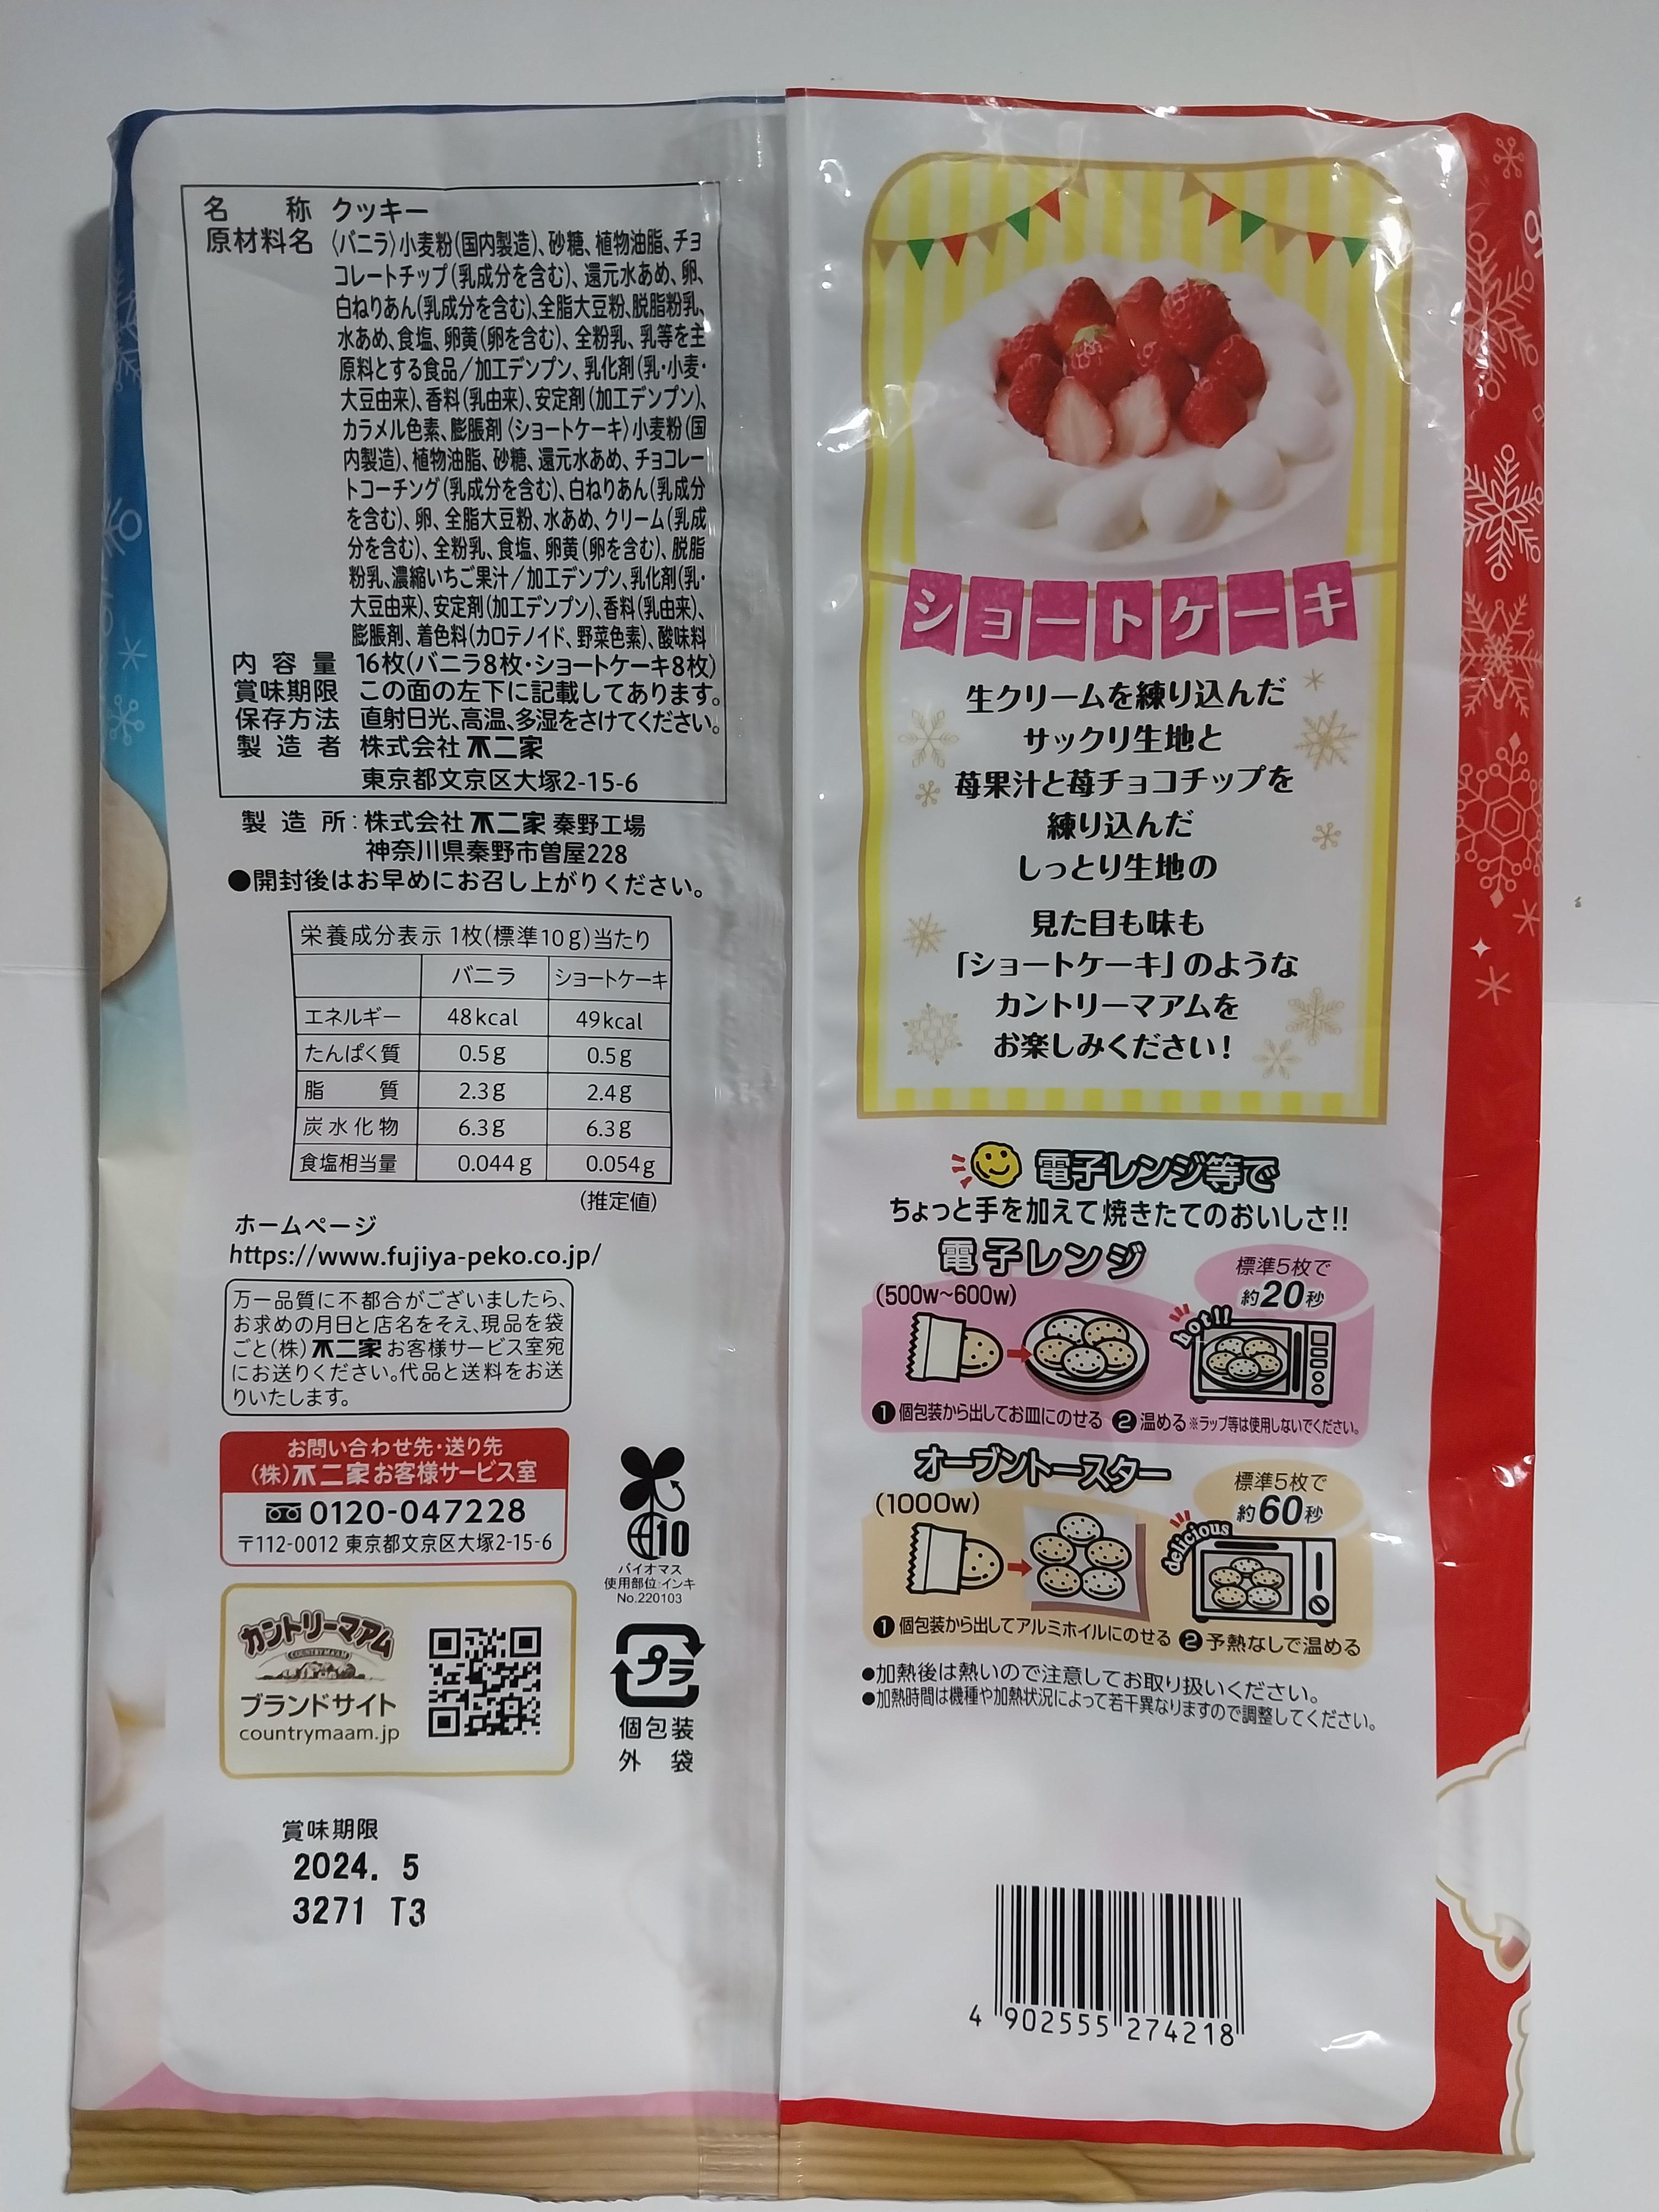 名称 クッキー
原材料名 〈バニラ〉小麦粉(国内製造)、砂糖、植物油脂、チョ
コレートチップ(乳成分を含む)、還元水あめ、卵、
白ねりあん(乳成分を含む)、全脂大豆粉、脱脂粉乳、
水あめ、食塩、卵黄(卵を含む)、全粉乳、乳等を主
原料とする食品/加工デンプン、乳化剤(乳・小麦・
大豆由来)、香料(乳由来)、安定剤(加工デンプン)、
カラメル色素、膨脹剤〈ショートケーキ〉小麦粉(国
内製造)、植物油脂、砂糖、還元水あめ、チョコレー
トコーチング(乳成分を含む)、白ねりあん(乳成分
を含む)、卵、全脂大豆粉、水あめ、クリーム(乳成
分を含む)、全粉乳、食塩、卵黄(卵を含む)、脱脂
粉乳、濃縮いちご果汁/加工デンプン、乳化剤(乳・
大豆由来)、安定剤(加工デンプン)、香料(乳由来)、
膨脹剤、着色料(カロテノイド、野菜色素)、酸味料
内容量 16枚(バニラ8枚・ショートケーキ8枚)
賞味期限 この面の左下に記載してあります。
保存方法 直射日光、高温、多湿をさけてください。
製造者 株式会社 不二家
東京都文京区大塚2-15-6
製造所:株式会社 不二家 秦野工場
神奈川県秦野市曽屋228
●開封後はお早めにお召し上がりください。
栄養成分表示 1枚(標準10g)当たり
バニラ ショートケーキ
エネルギー 48kcal 49kcal
たんぱく質 0.5g 0.5g
脂質 2.3g 2.4g
炭水化物 6.3g 6.3g
食塩相当量 0.044g 0.054g
(推定値)
ホームページ
https://www.fujiya-peko.co.jp/
万一品質に不都合がございましたら、
お求めの月日と店名をそえ、現品を袋
ごと(株)不二家 お客様サービス室宛
にお送りください。代品と送料をお送
りいたします。
お問い合わせ先・送り先
(株)不二家お客様サービス室
0120-047228
〒112-0012 東京都文京区大塚2-15-6
10
バイオマス
使用部位:インキ
No.220103
カントリーマアム
COUNTRY MAAM
ブランドサイト
countrymaam.jp
プラ
個包装
外袋
賞味期限
2024. 5
3271 T3
ショートケーキ
生クリームを練り込んだ
サックリ生地と
苺果汁と苺チョコチップを
練り込んだ
しっとり生地の
見た目も味も
「ショートケーキ」のような
カントリーマアムを
お楽しみください!
電子レンジ等で
ちょっと手を加えて焼きたてのおいしさ!!
電子レンジ
(500w~600w)
標準5枚で
約20秒
hot!!
❶個包装から出してお皿にのせる ❷温める※ラップ等は使用しないでください。
オーブントースター
(1000w)
標準5枚で
約60秒
delicious
❶個包装から出してアルミホイルにのせる ❷予熱なしで温める
●加熱後は熱いので注意してお取り扱いください。
●加熱時間は機種や加熱状況によって若干異なりますので調整してください。
4 902555 274218